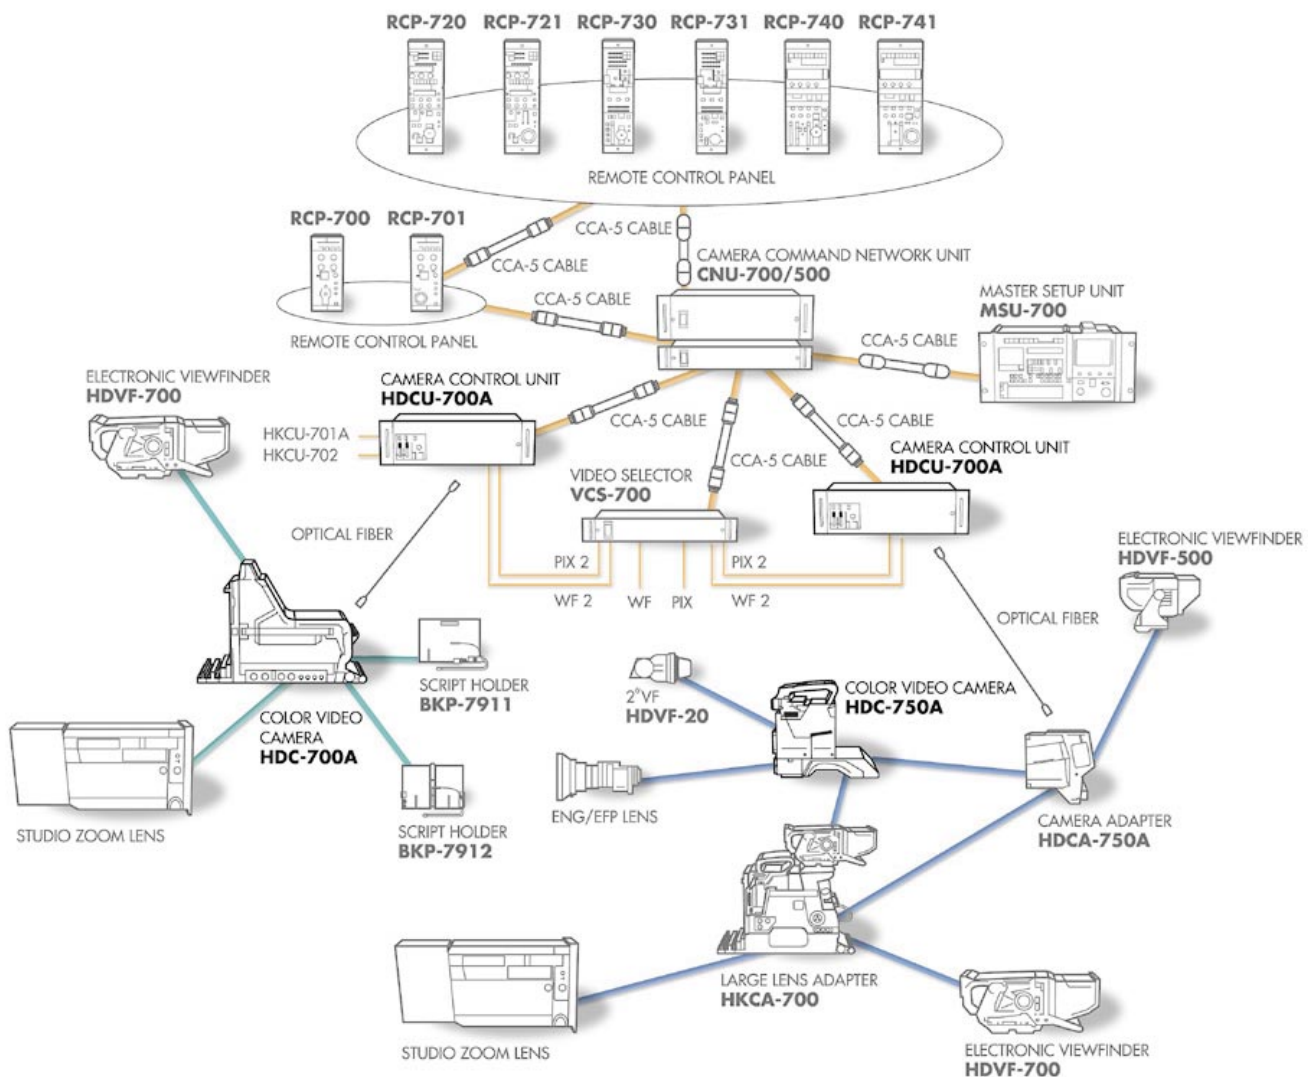 RCP-720 RCP-721 RCP-730 RCP-731 RCP-740 RCP-741
REMOTE CONTROL PANEL
RCP-700 RCP-701
CCA-5 CABLE
CCA-5 CABLE
CAMERA COMMAND NETWORK UNIT
CNU-700/500
CCA-5 CABLE
REMOTE CONTROL PANEL
MASTER SETUP UNIT
MSU-700
CCA-5 CABLE
ELECTRONIC VIEWFINDER
HDVF-700
CAMERA CONTROL UNIT
HDCU-700A
HKCU-701A
HKCU-702
CCA-5 CABLE
CCA-5 CABLE
CCA-5 CABLE
CAMERA CONTROL UNIT
HDCU-700A
VIDEO SELECTOR
VCS-700
OPTICAL FIBER
PIX 2
WF 2
WF
PIX
PIX 2
WF 2
ELECTRONIC VIEWFINDER
HDVF-500
OPTICAL FIBER
SCRIPT HOLDER
BKP-7911
COLOR VIDEO
CAMERA
HDC-700A
2"VF
HDVF-20
COLOR VIDEO CAMERA
HDC-750A
STUDIO ZOOM LENS
SCRIPT HOLDER
BKP-7912
ENG/EFP LENS
CAMERA ADAPTER
HDCA-750A
LARGE LENS ADAPTER
HKCA-700
STUDIO ZOOM LENS
ELECTRONIC VIEWFINDER
HDVF-700